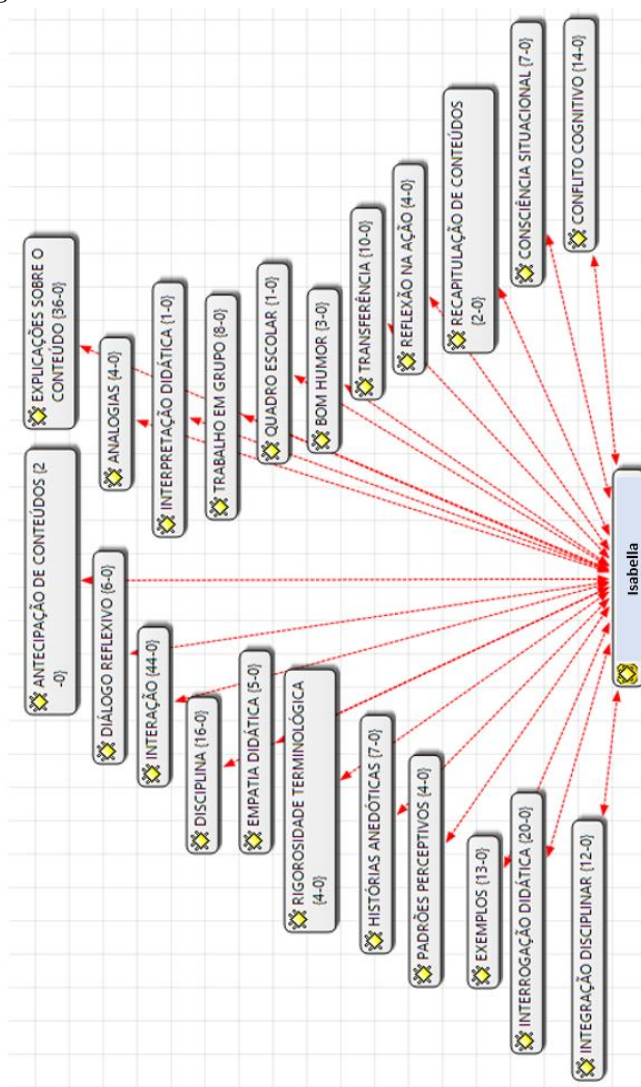 EXPLICAÇÕES SOBRE O
CONTEÚDO {36-0}
ANALOGIAS {4-0}
INTERPRETAÇÃO DIDÁTICA {1-0}
TRABALHO EM GRUPO {8-0}
QUADRO ESCOLAR {1-0}
BOM HUMOR {3-0}
TRANSFERÊNCIA {10-0}
REFLEXÃO NA AÇÃO {4-0}
RECAPITULAÇÃO DE CONTEÚDOS
{2-0}
CONSCIÊNCIA SITUACIONAL {7-0}
CONFLITO COGNITIVO {14-0}
ANTECIPAÇÃO DE CONTEÚDOS {2
-0}
DIÁLOGO REFLEXIVO {6-0}
INTERAÇÃO {44-0}
DISCIPLINA {16-0}
EMPATIA DIDÁTICA {5-0}
RIGOROSIDADE TERMINOLÓGICA
{4-0}
HISTÓRIAS ANEDÓTICAS {7-0}
PADRÕES PERCEPTIVOS {4-0}
EXEMPLOS {13-0}
INTERROGAÇÃO DIDÁTICA {20-0}
INTEGRAÇÃO DISCIPLINAR {12-0}
Isabella